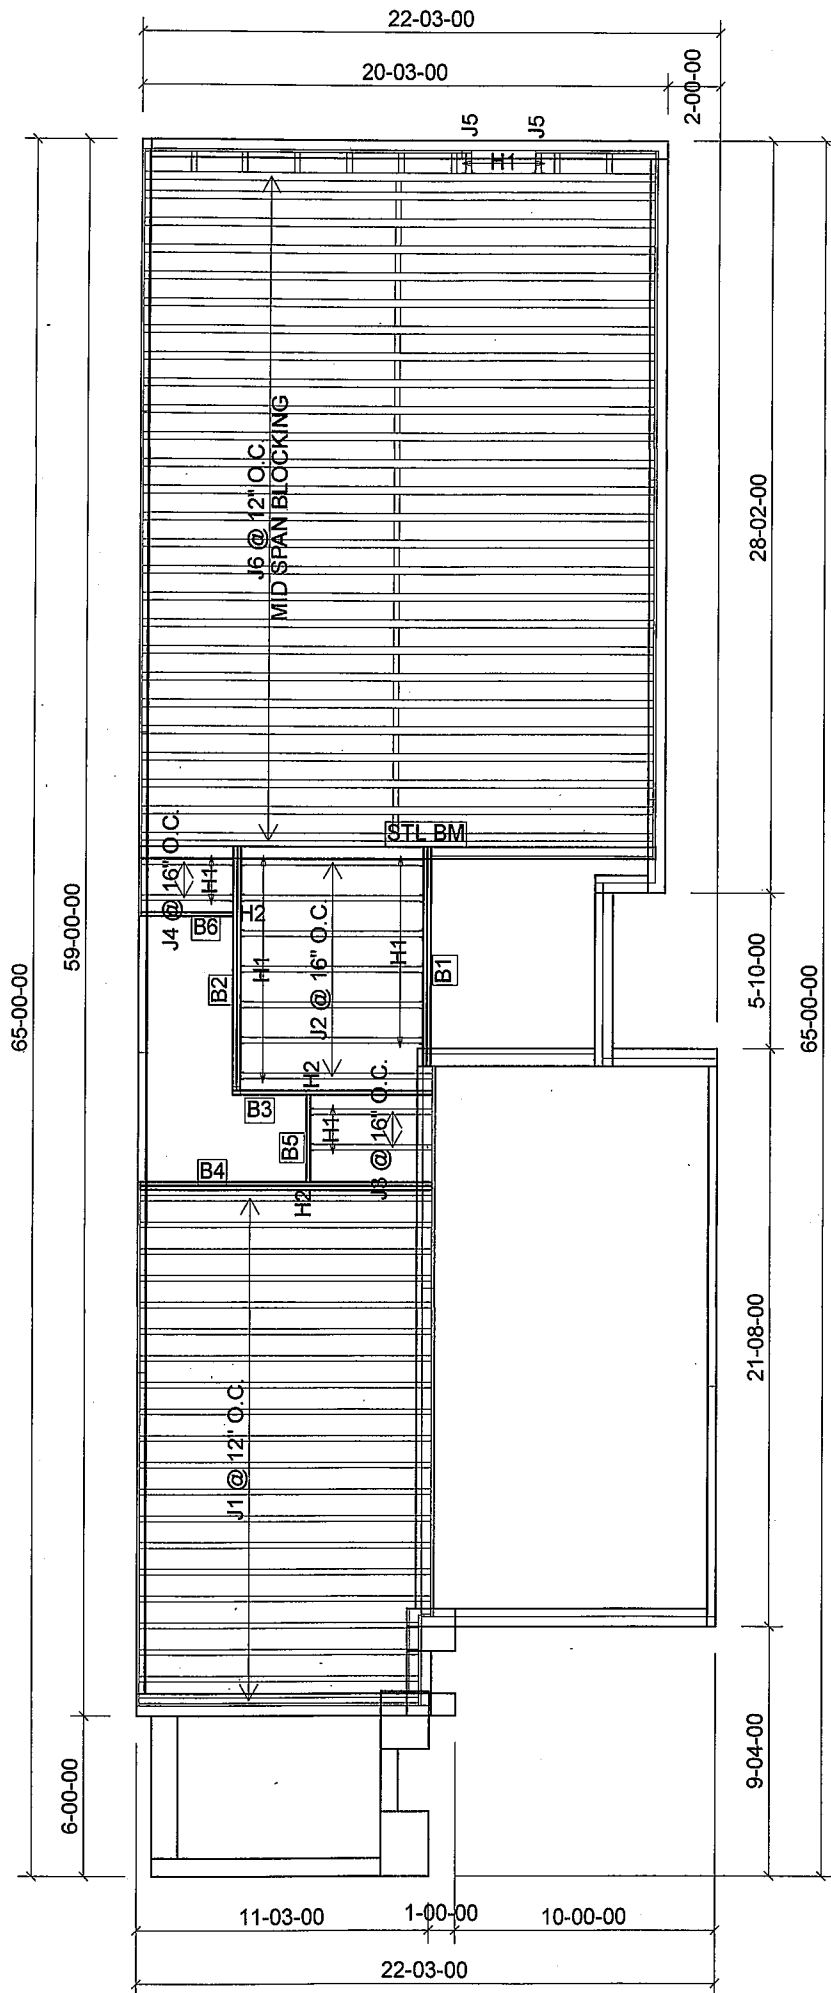 22-03-00
20-03-00
2-00-00
J5
J5
H1
J6 @ 12" O.C.
MID SPAN BLOCKING
28-02-00
59-00-00
65-00-00
STL BM
J4 @ 16" O.C.
H1
B6
H2
B2
H1
J2 @ 16" O.C.
H1
B1
5-10-00
65-00-00
H2
B3
B5
H1
J3 @ 16" O.C.
B4
H2
J1 @ 12" O.C.
21-08-00
6-00-00
9-04-00
11-03-00
1-00-00
10-00-00
22-03-00